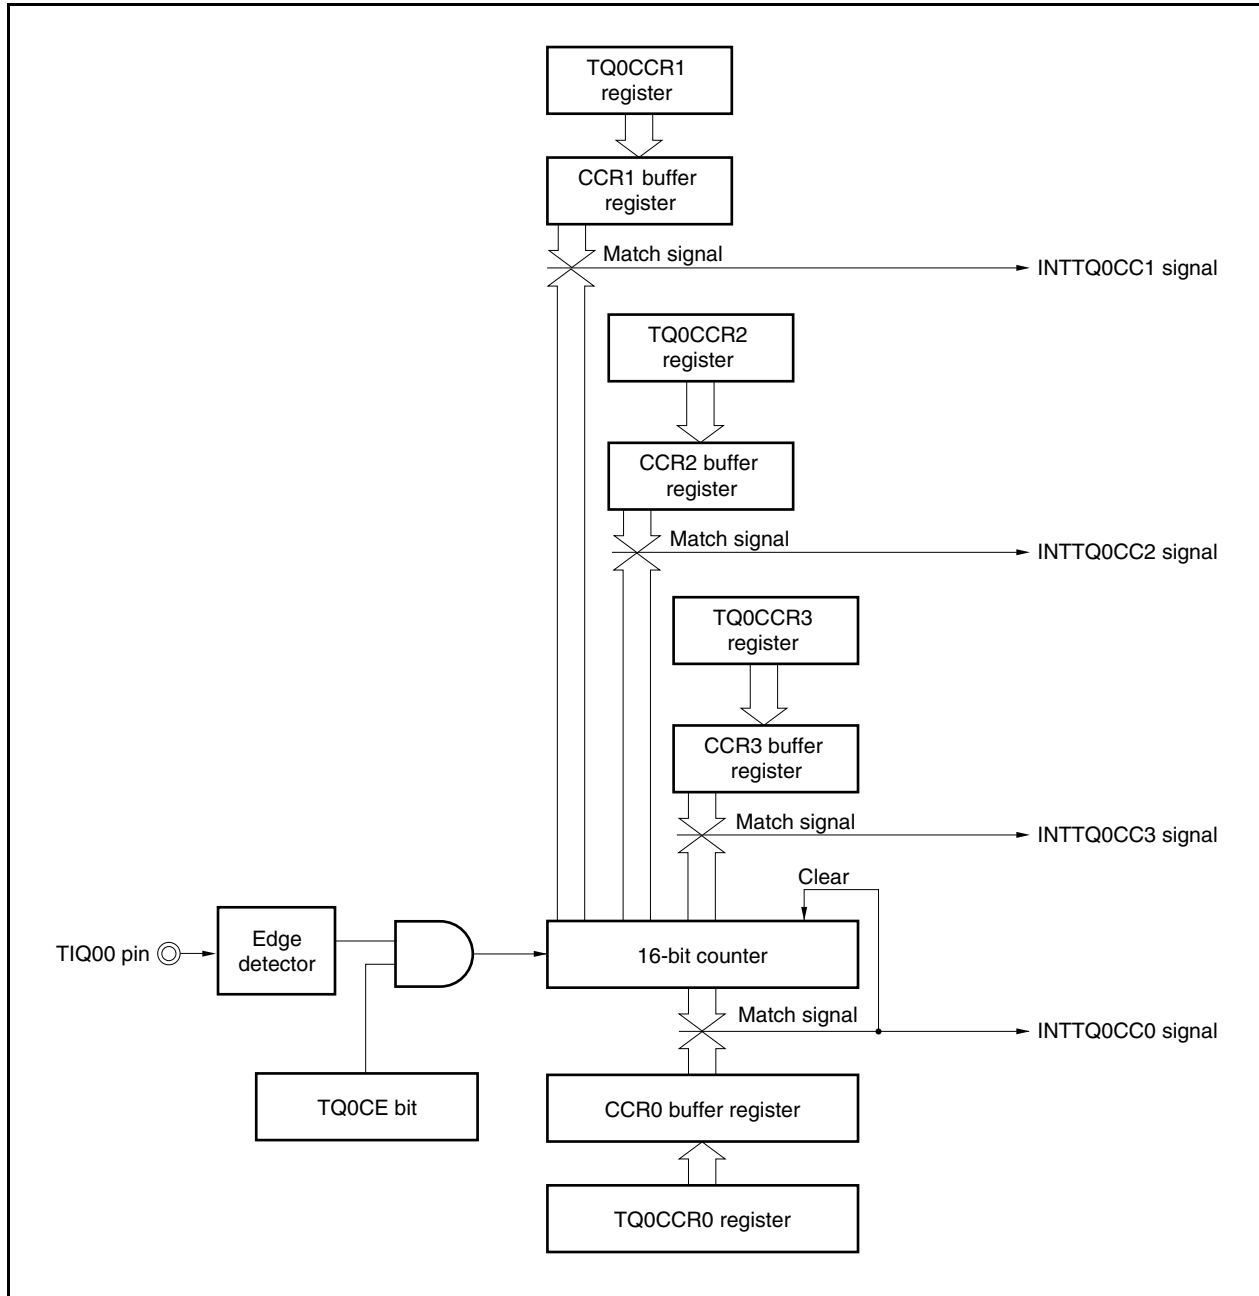 TQ0CCR1
register
CCR1 buffer
register
Match signal
INTTQ0CC1 signal
TQ0CCR2
register
CCR2 buffer
register
Match signal
INTTQ0CC2 signal
TQ0CCR3
register
CCR3 buffer
register
Match signal
INTTQ0CC3 signal
Clear
TIQ00 pin
Edge
detector
16-bit counter
Match signal
INTTQ0CC0 signal
TQ0CE bit
CCR0 buffer register
TQ0CCR0 register